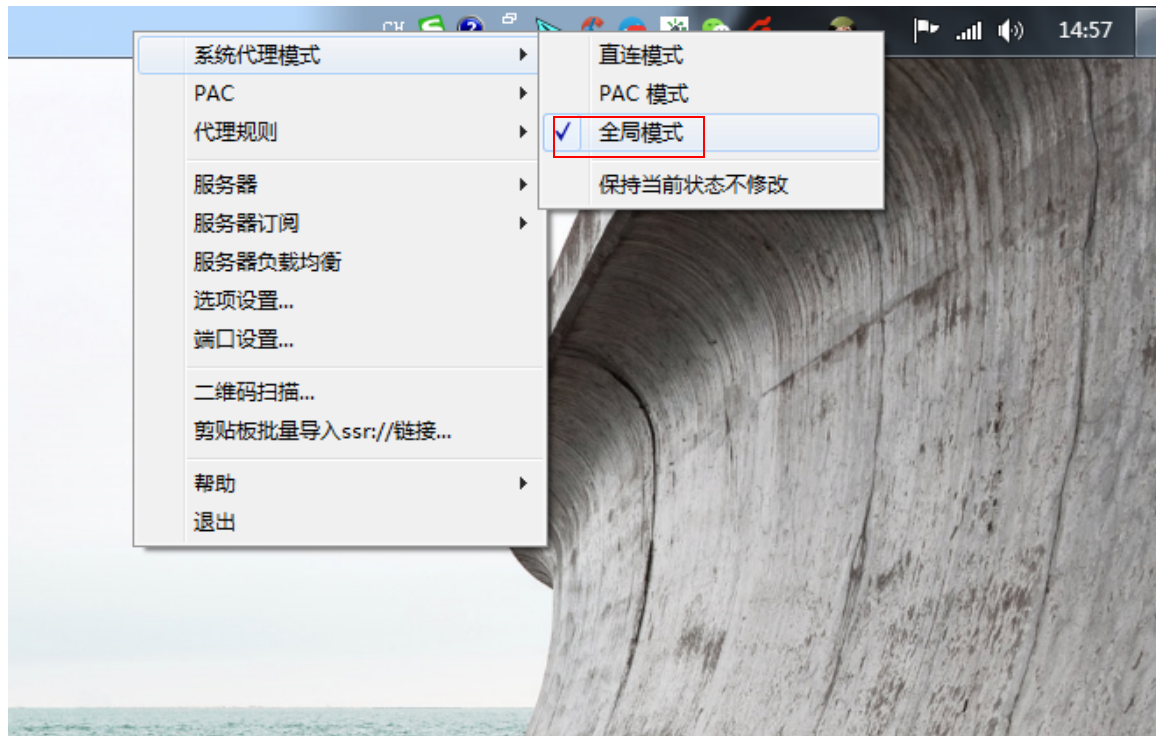 CH
14:57
系统代理模式
PAC
代理规则
服务器
服务器订阅
服务器负载均衡
选项设置...
端口设置...
二维码扫描...
剪贴板批量导入ssr://链接...
帮助
退出
直连模式
PAC 模式
全局模式
保持当前状态不修改